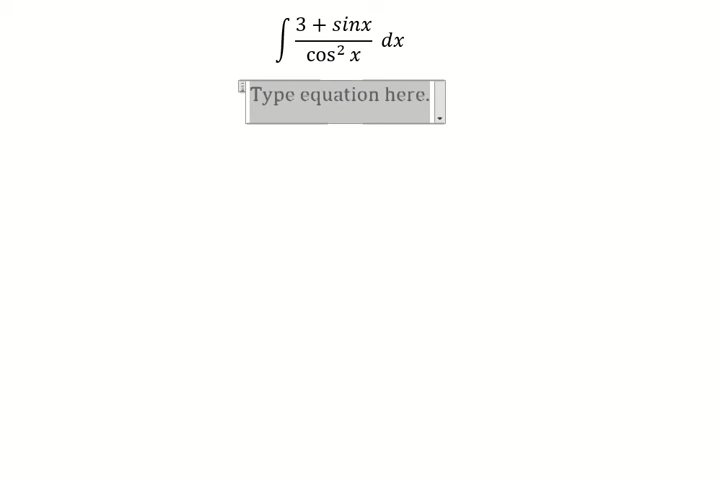 ∫ (3 + sinx)/(cos² x) dx
Type equation here.